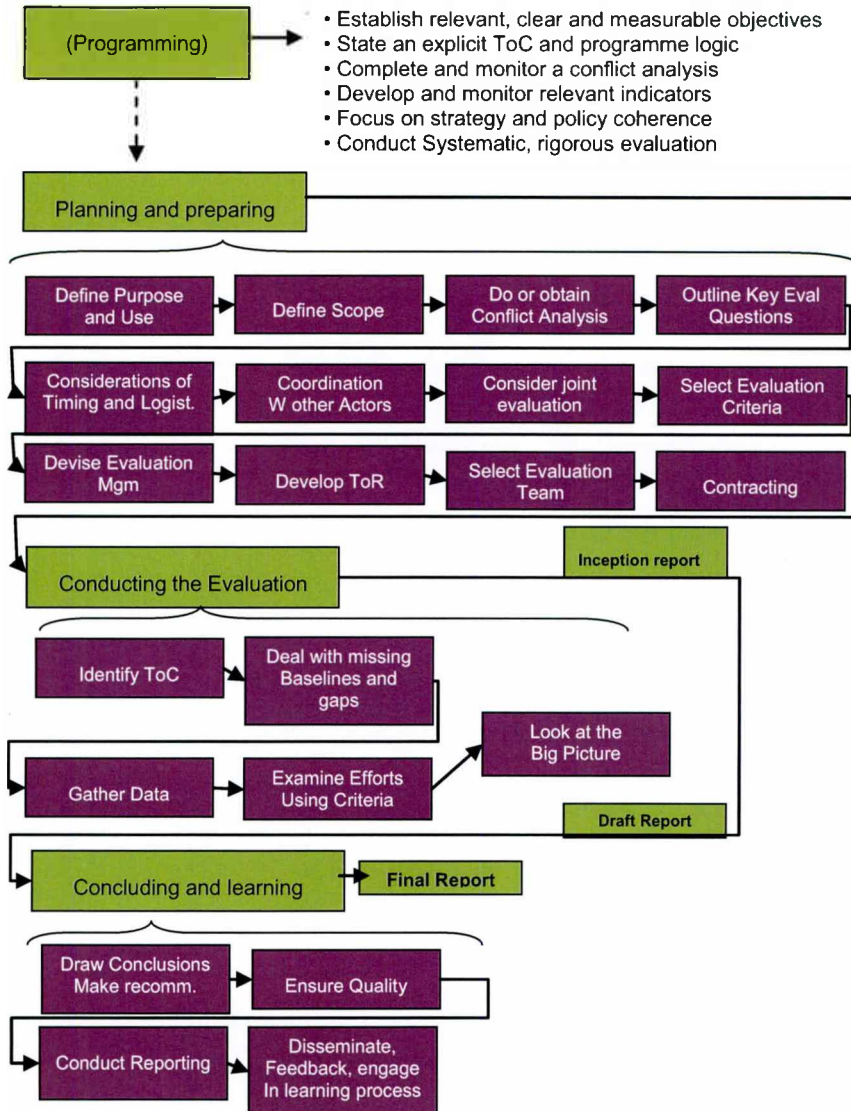 (Programming)
• Establish relevant, clear and measurable objectives
• State an explicit ToC and programme logic
• Complete and monitor a conflict analysis
• Develop and monitor relevant indicators
• Focus on strategy and policy coherence
• Conduct Systematic, rigorous evaluation
Planning and preparing
Define Purpose
and Use
Define Scope
Do or obtain
Conflict Analysis
Outline Key Eval
Questions
Considerations of
Timing and Logist.
Coordination
W other Actors
Consider joint
evaluation
Select Evaluation
Criteria
Devise Evaluation
Mgm
Develop ToR
Select Evaluation
Team
Contracting
Inception report
Conducting the Evaluation
Identify ToC
Deal with missing
Baselines and
gaps
Look at the
Big Picture
Gather Data
Examine Efforts
Using Criteria
Draft Report
Concluding and learning
Final Report
Draw Conclusions
Make recomm.
Ensure Quality
Conduct Reporting
Disseminate,
Feedback, engage
In learning process